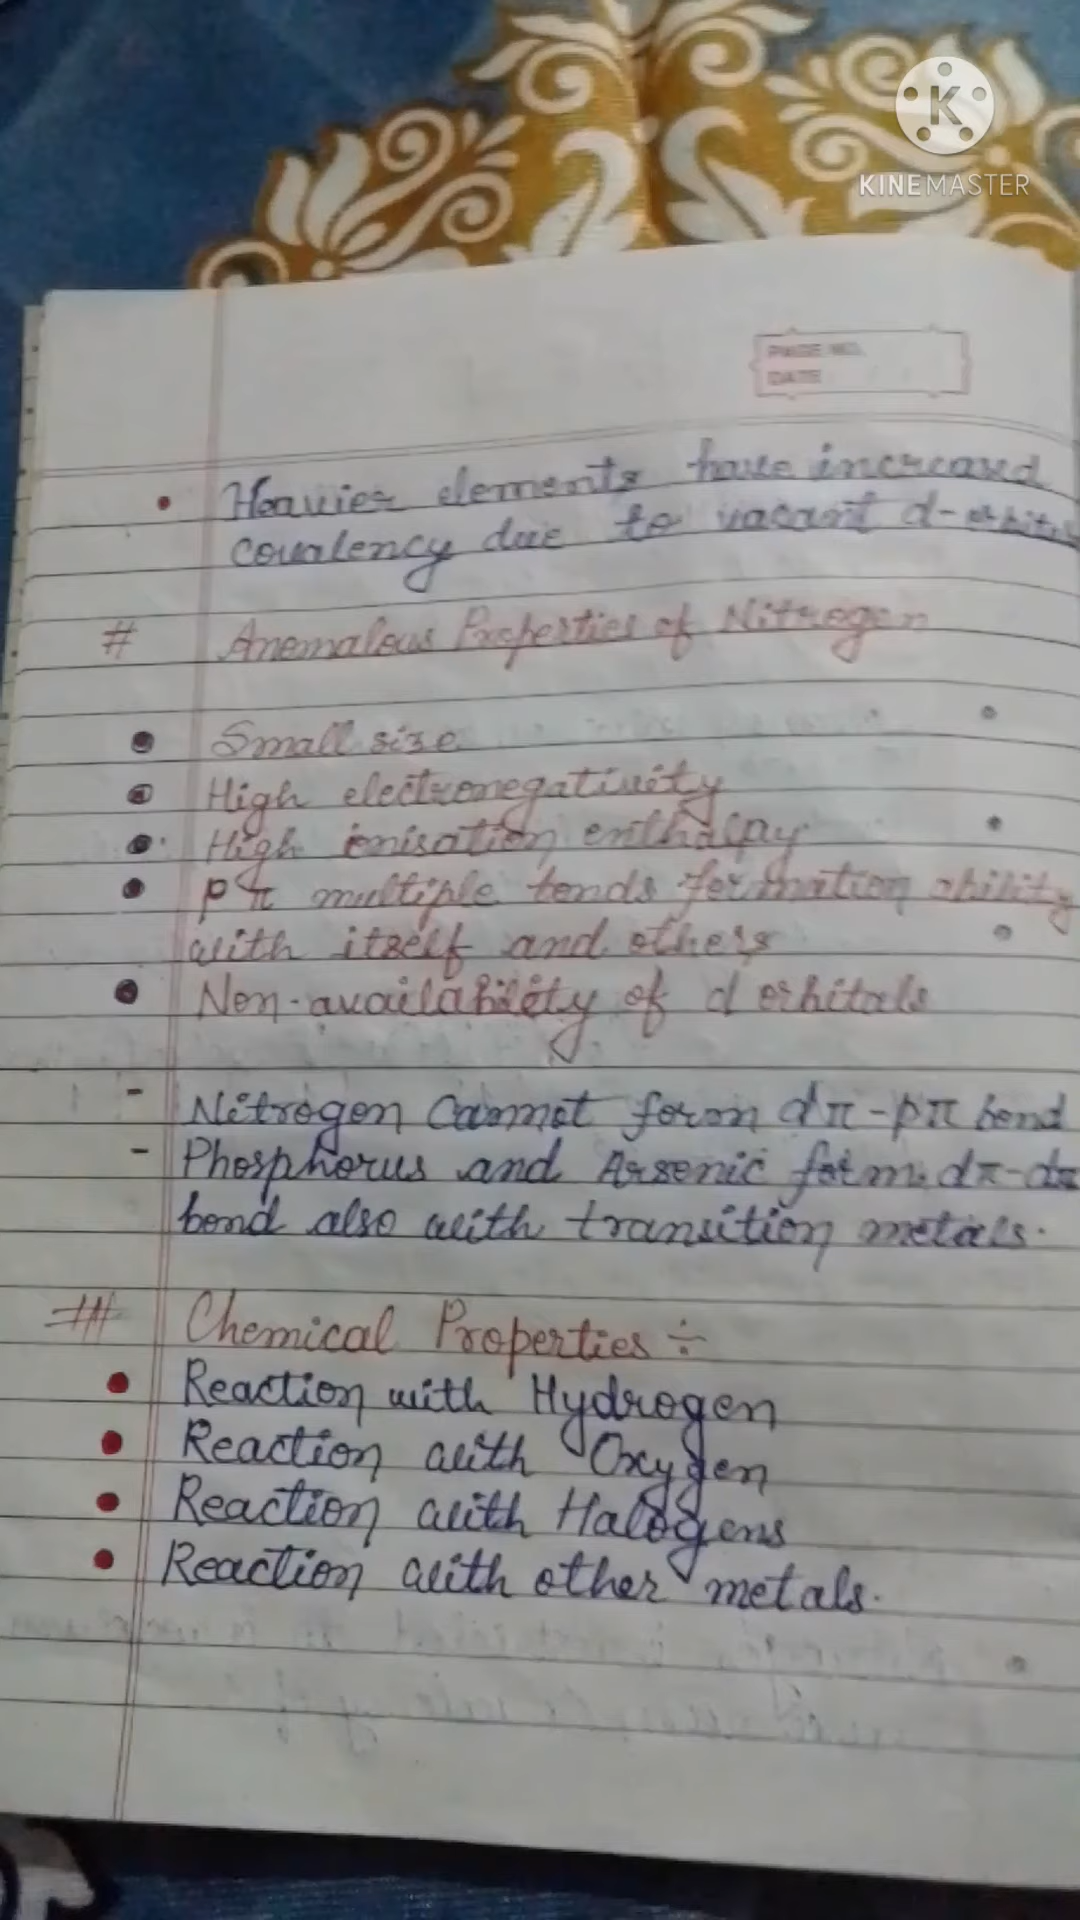 KINEMASTER
PAGE NO.
DATE
• Heavier elements have increased
covalency due to vacant d-orbitals
# Anomalous Properties of Nitrogen
• Small size
• High electronegativity
• High ionisation enthalpy
• pπ multiple bonds formation ability
with itself and others
• Non-availability of d orbitals
- Nitrogen cannot form dπ-pπ bond
- Phosphorus and Arsenic form dπ-dπ
bond also with transition metals.
# Chemical Properties ÷
• Reaction with Hydrogen
• Reaction with Oxygen
• Reaction with Halogens
• Reaction with other metals.